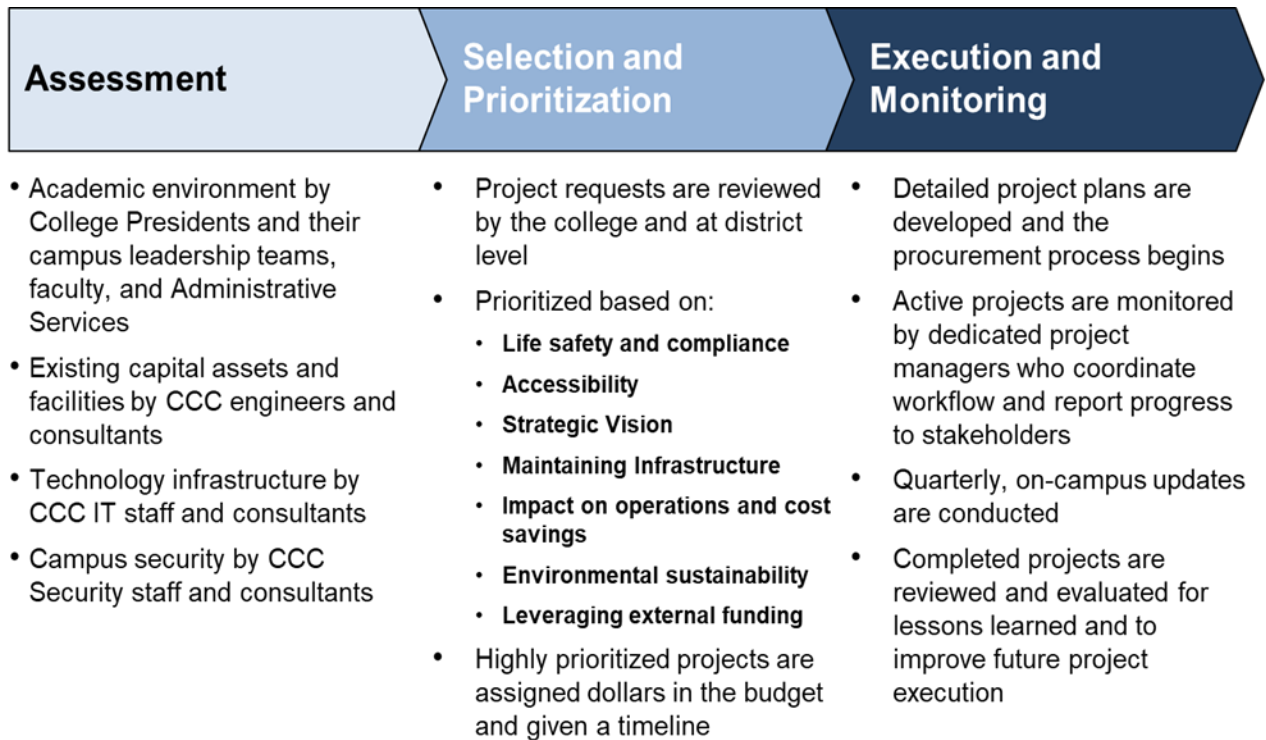 Assessment
Selection and
Prioritization
Execution and
Monitoring
• Academic environment by
College Presidents and their
campus leadership teams,
faculty, and Administrative
Services
• Existing capital assets and
facilities by CCC engineers and
consultants
• Technology infrastructure by
CCC IT staff and consultants
• Campus security by CCC
Security staff and consultants
• Project requests are reviewed
by the college and at district
level
• Prioritized based on:
• Life safety and compliance
• Accessibility
• Strategic Vision
• Maintaining Infrastructure
• Impact on operations and cost
savings
• Environmental sustainability
• Leveraging external funding
• Highly prioritized projects are
assigned dollars in the budget
and given a timeline
• Detailed project plans are
developed and the
procurement process begins
• Active projects are monitored
by dedicated project
managers who coordinate
workflow and report progress
to stakeholders
• Quarterly, on-campus updates
are conducted
• Completed projects are
reviewed and evaluated for
lessons learned and to
improve future project
execution